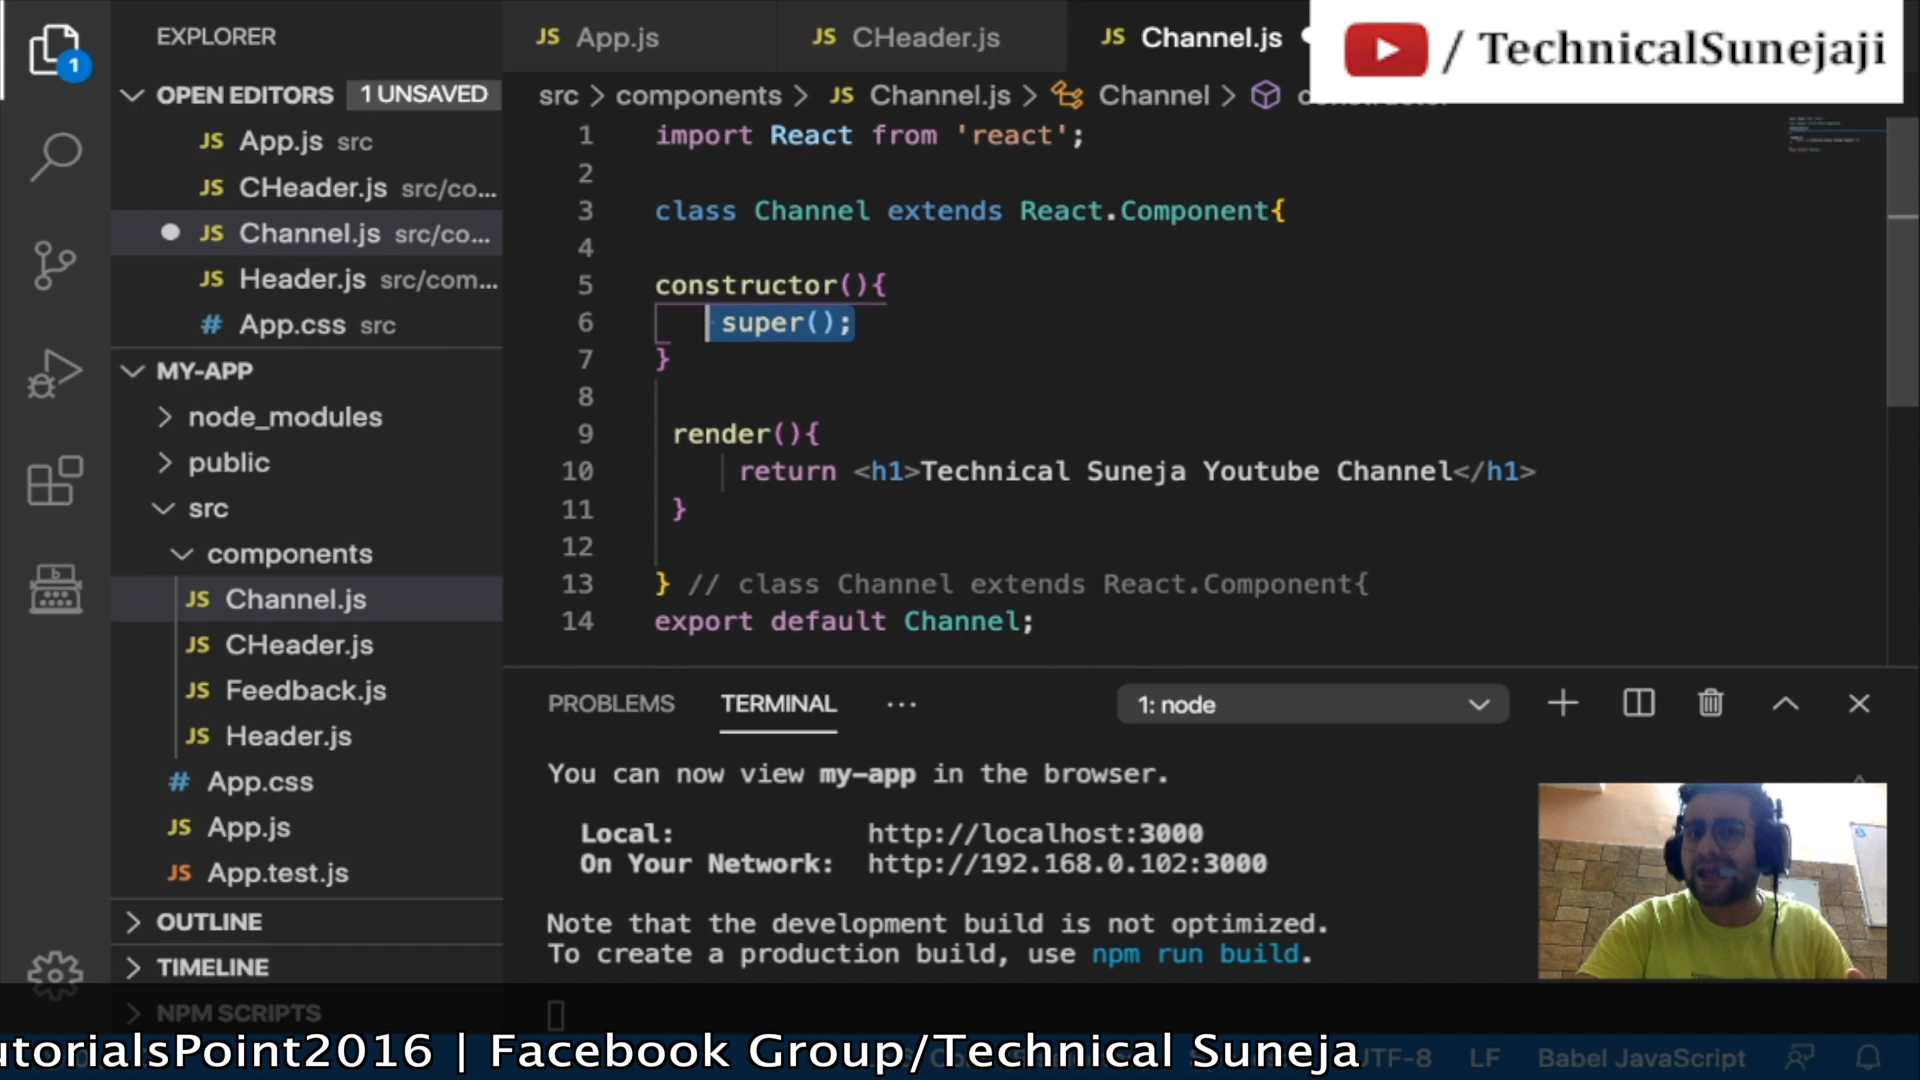 EXPLORER
OPEN EDITORS 1 UNSAVED
JS App.js src
JS CHeader.js src/co...
JS Channel.js src/co...
JS Header.js src/com...
# App.css src
MY-APP
node_modules
public
src
components
JS Channel.js
JS CHeader.js
JS Feedback.js
JS Header.js
# App.css
JS App.js
JS App.test.js
OUTLINE
TIMELINE
NPM SCRIPTS
1
JS App.js
JS CHeader.js
JS Channel.js
/ TechnicalSunejaji
src > components > JS Channel.js > Channel >
1 import React from 'react';
2
3 class Channel extends React.Component{
4
5 constructor(){
6 super();
7 }
8
9 render(){
10 return <h1>Technical Suneja Youtube Channel</h1>
11 }
12
13 } // class Channel extends React.Component{
14 export default Channel;
PROBLEMS TERMINAL ... 1: node
You can now view my-app in the browser.
Local: http://localhost:3000
On Your Network: http://192.168.0.102:3000
Note that the development build is not optimized.
To create a production build, use npm run build.
utorialsPoint2016 | Facebook Group/Technical Suneja
UTF-8 LF Babel JavaScript